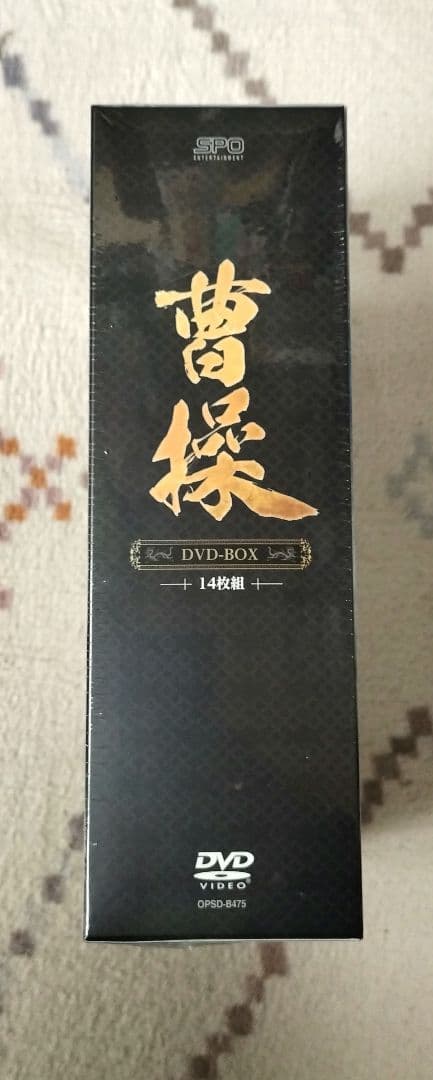 SPO
ENTERTAINMENT
曹操
DVD-BOX
14枚組
DVD
VIDEO
OPSD-B475